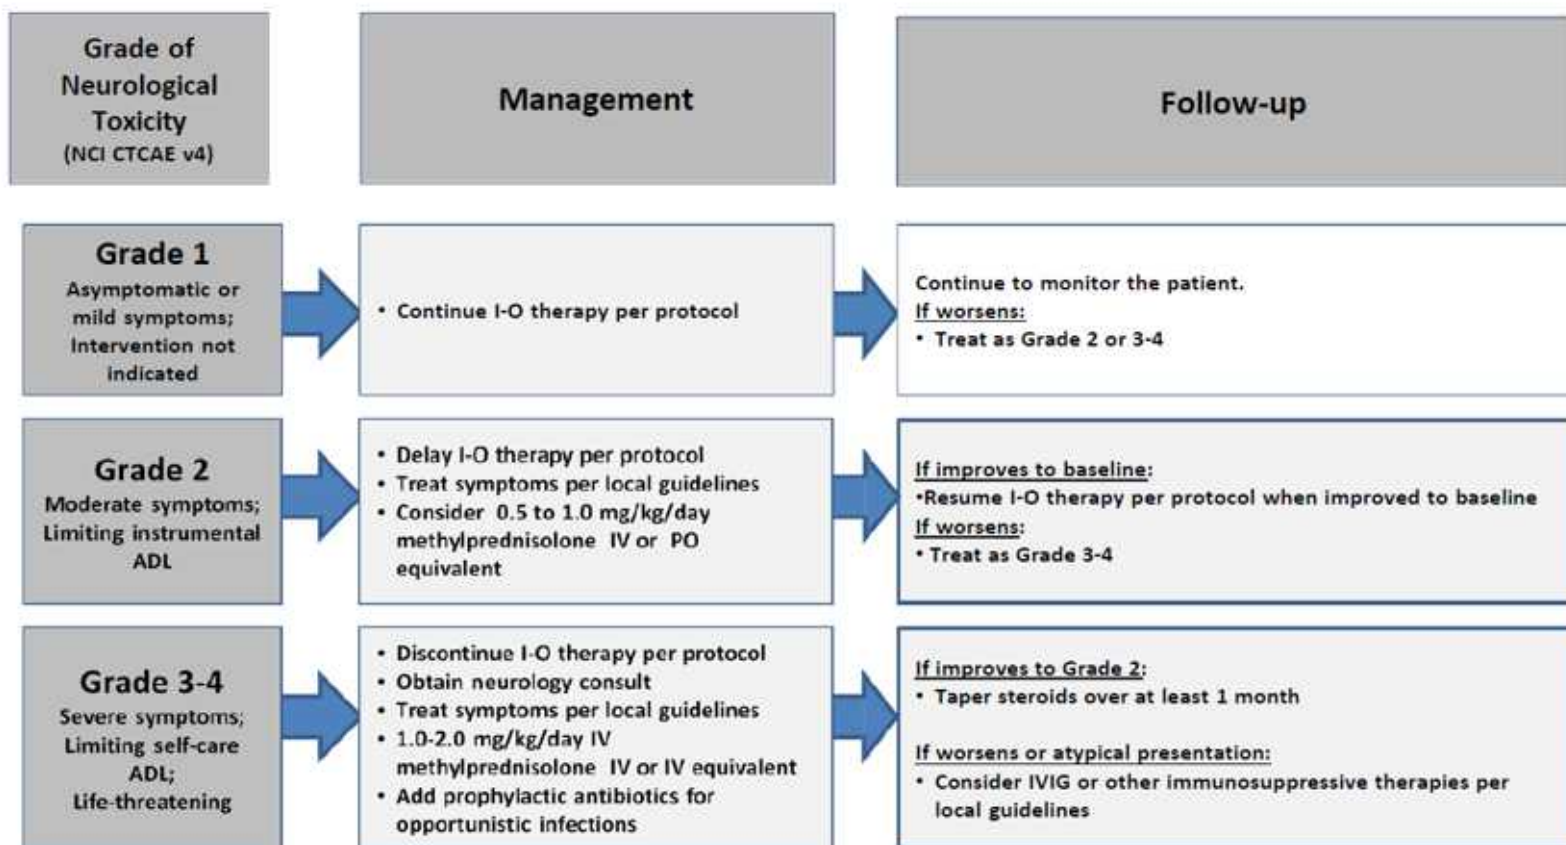 Grade of
Neurological
Toxicity
(NCI CTCAE v4)
Management
Follow-up
Grade 1
Asymptomatic or
mild symptoms;
Intervention not
indicated
• Continue I-O therapy per protocol
Continue to monitor the patient.
If worsens:
• Treat as Grade 2 or 3-4
Grade 2
Moderate symptoms;
Limiting instrumental
ADL
• Delay I-O therapy per protocol
• Treat symptoms per local guidelines
• Consider 0.5 to 1.0 mg/kg/day
methylprednisolone IV or PO
equivalent
If improves to baseline:
•Resume I-O therapy per protocol when improved to baseline
If worsens:
• Treat as Grade 3-4
Grade 3-4
Severe symptoms;
Limiting self-care
ADL;
Life-threatening
• Discontinue I-O therapy per protocol
• Obtain neurology consult
• Treat symptoms per local guidelines
• 1.0-2.0 mg/kg/day IV
methylprednisolone IV or IV equivalent
• Add prophylactic antibiotics for
opportunistic infections
If improves to Grade 2:
• Taper steroids over at least 1 month
If worsens or atypical presentation:
• Consider IVIG or other immunosuppressive therapies per
local guidelines